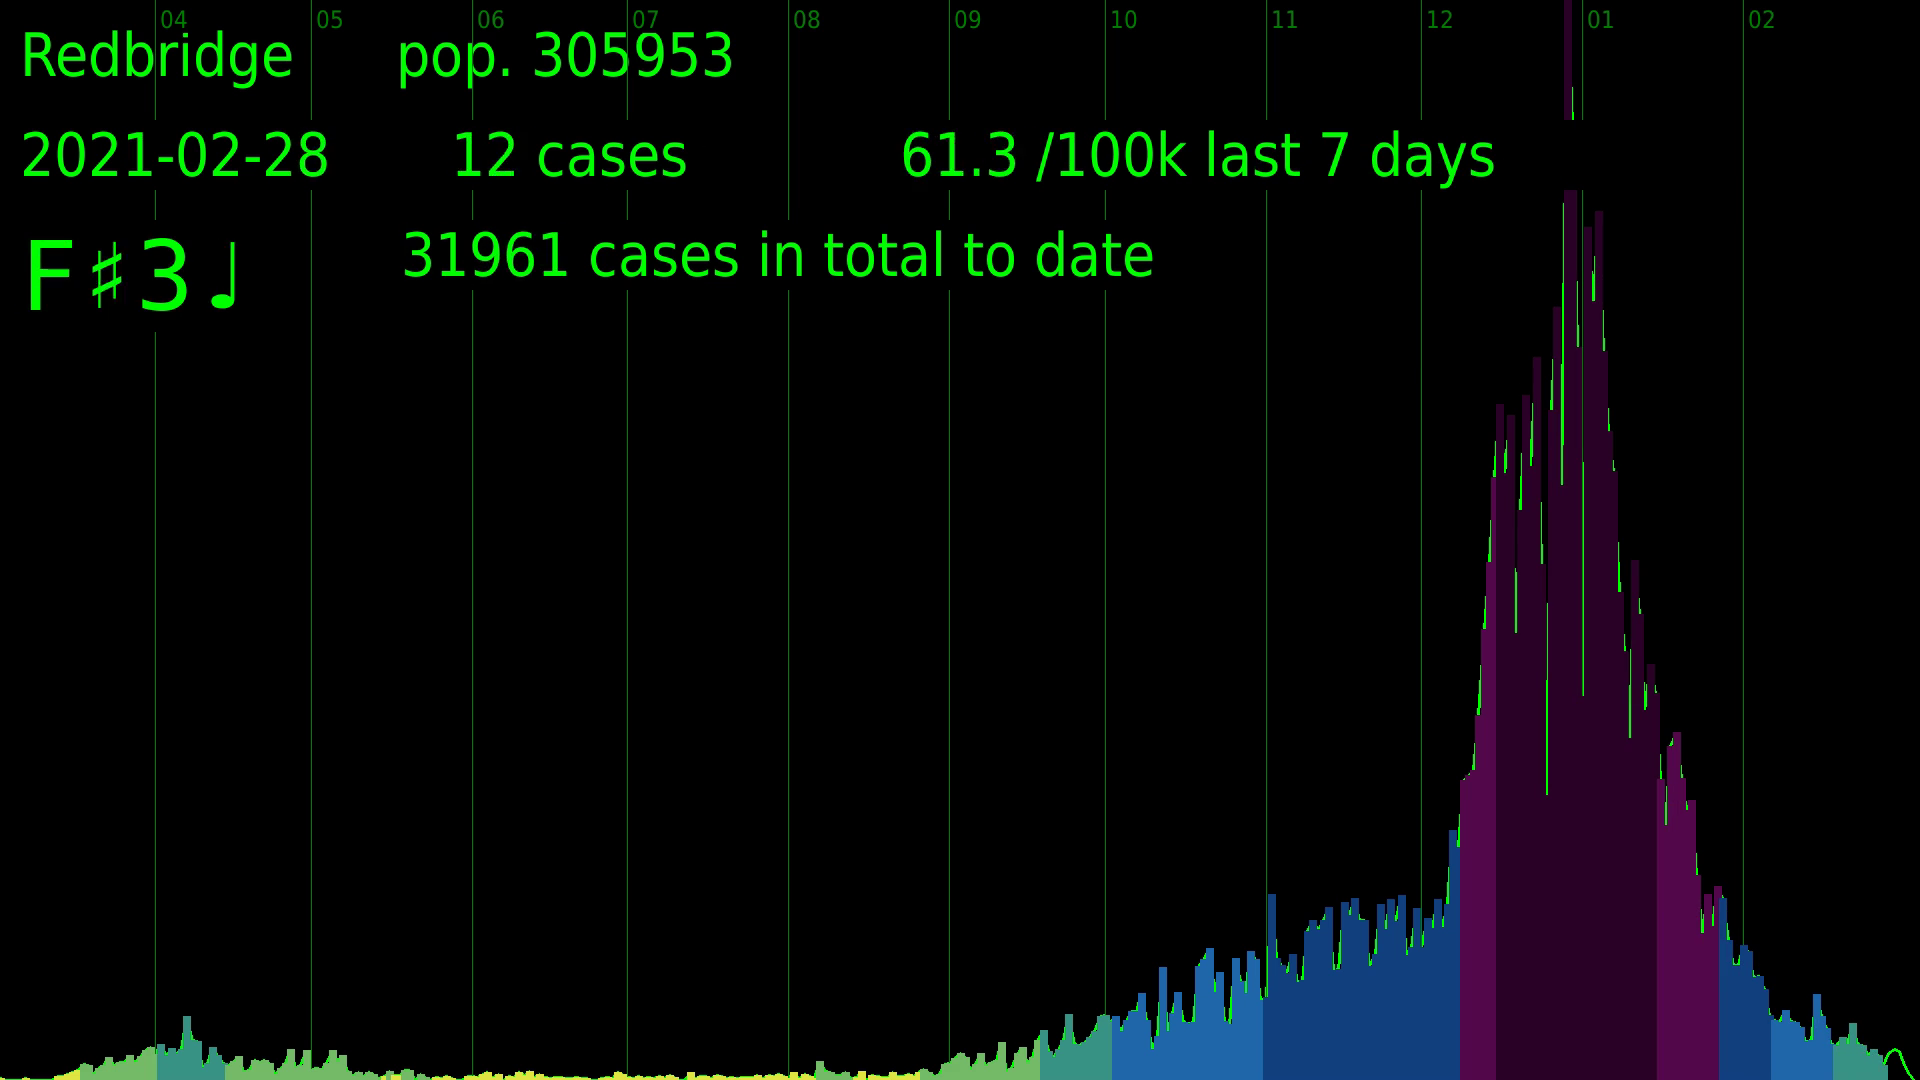 04 05 06 07 08 09 10 11 12 01 02
Redbridge pop. 305953
2021-02-28 12 cases 61.3 /100k last 7 days
F♯3♩ 31961 cases in total to date